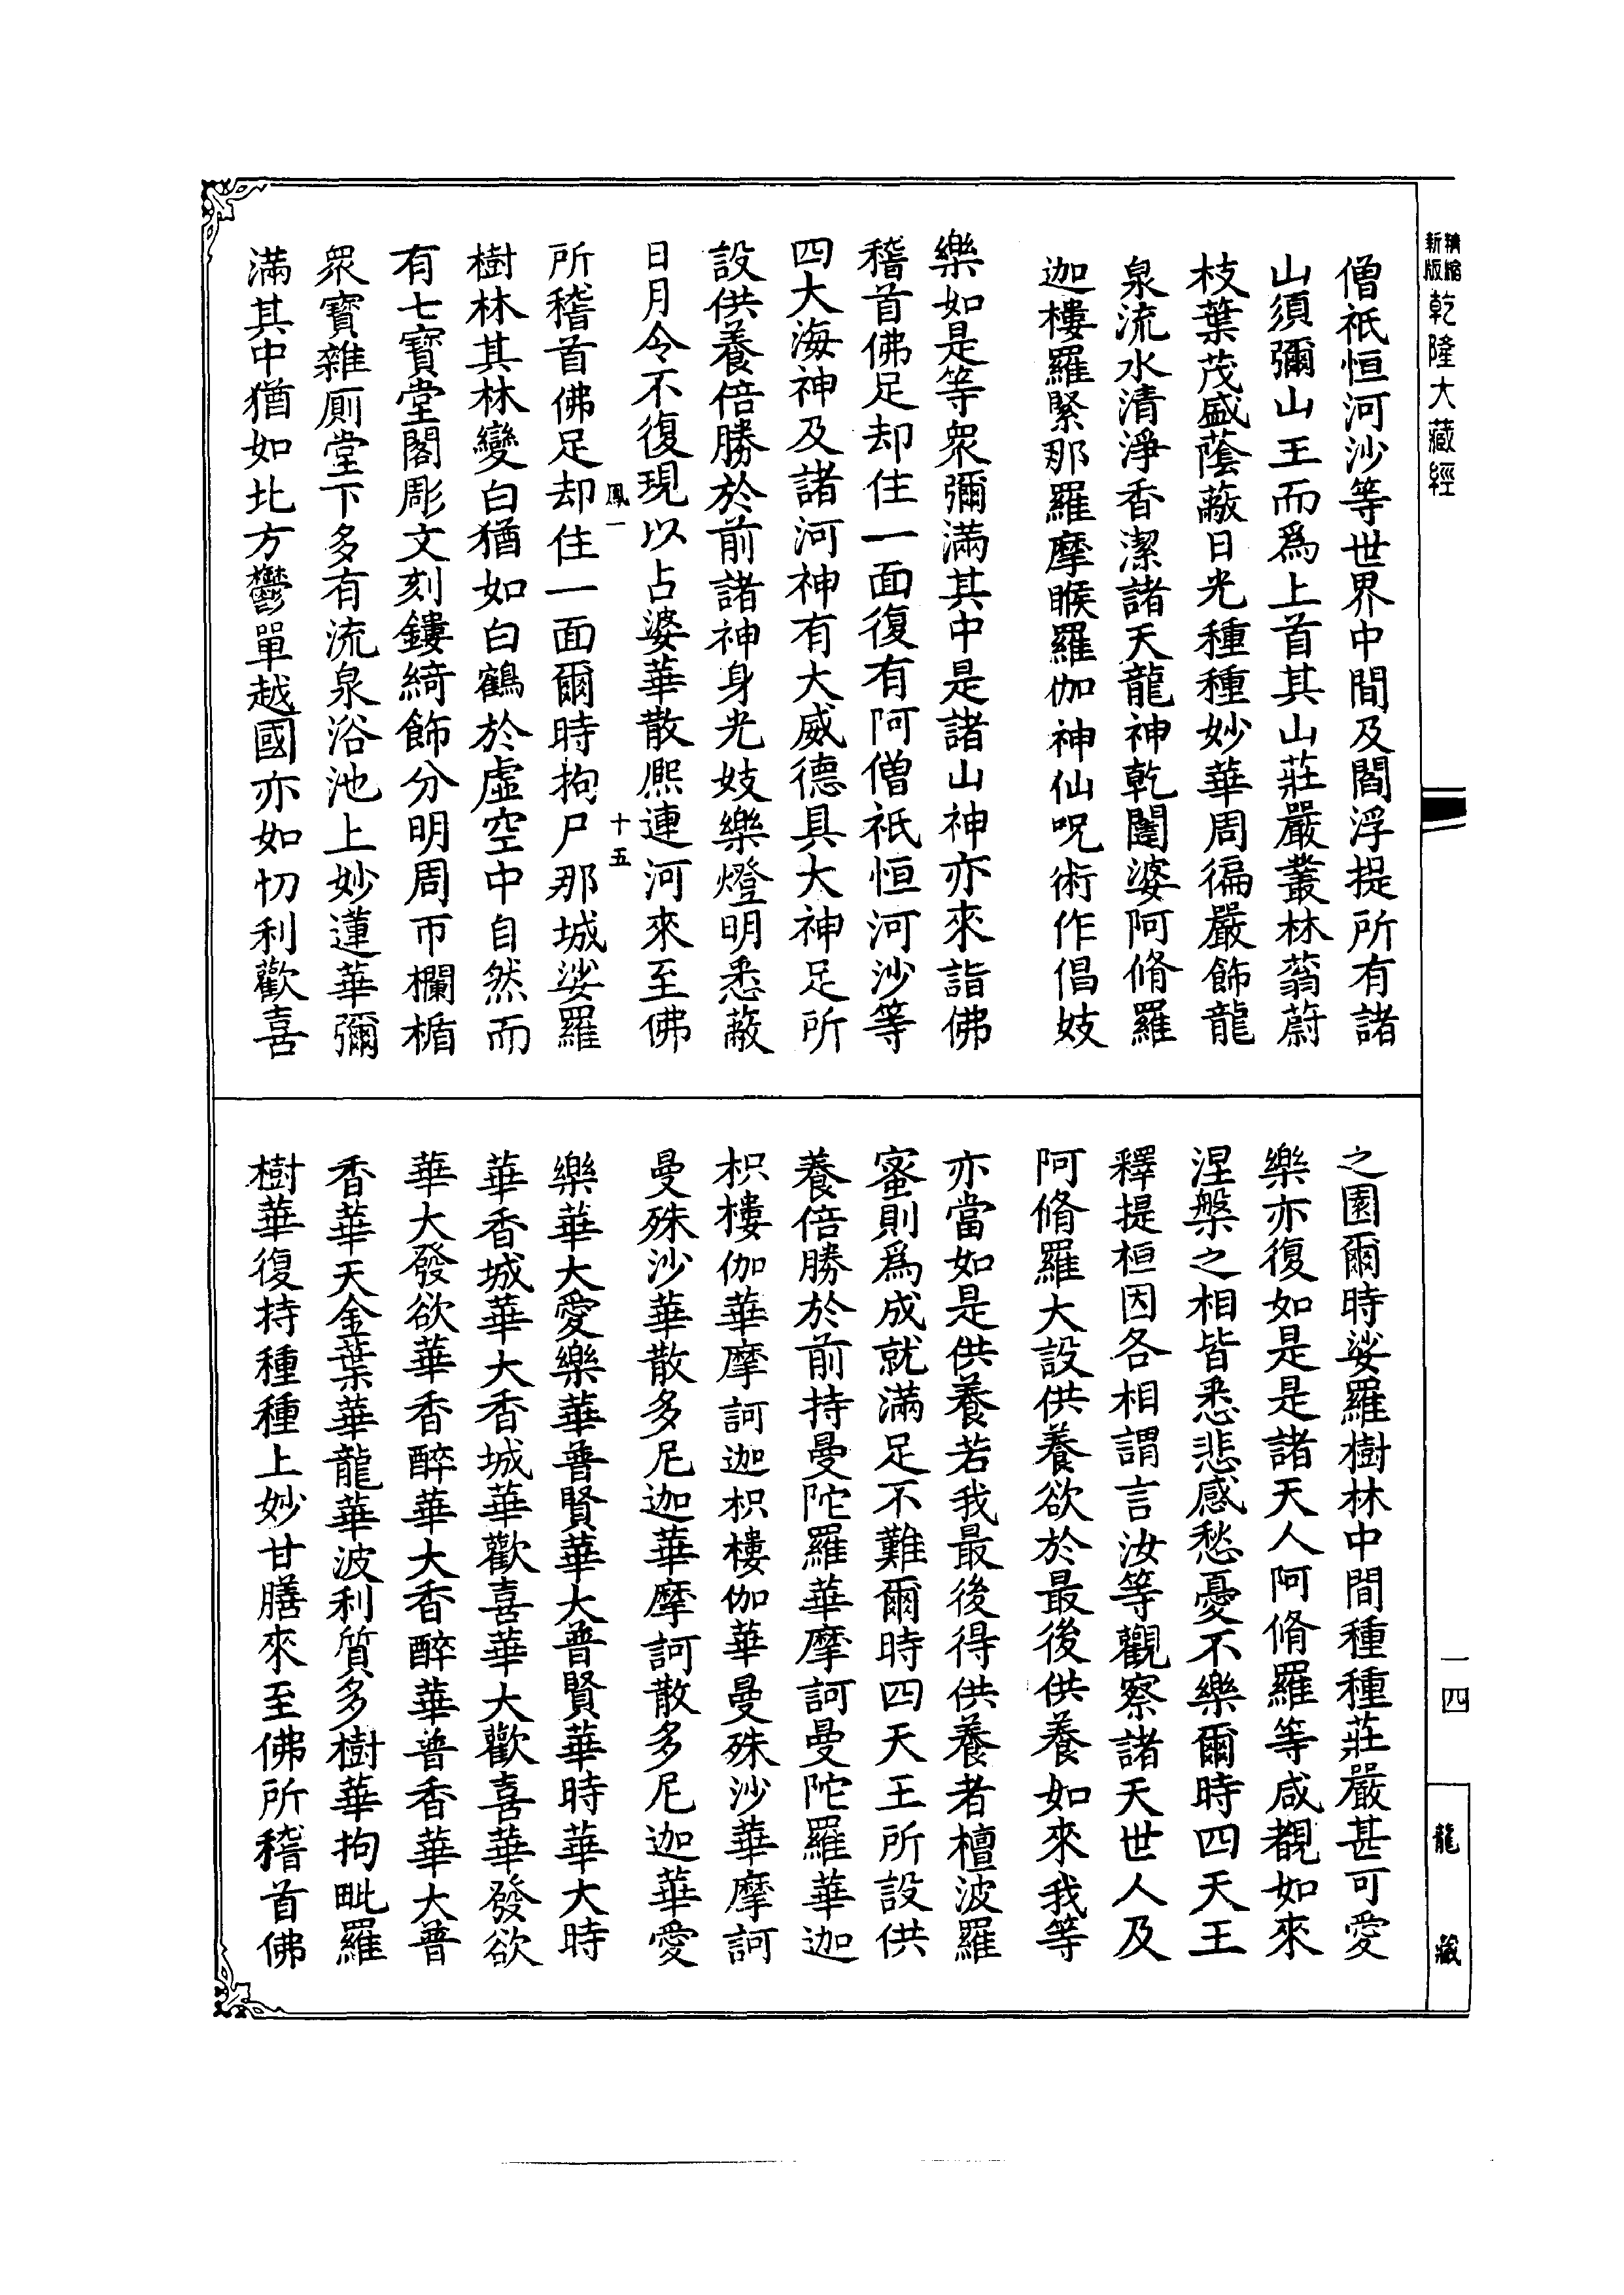 精縮新版乾隆大藏經
僧祇恒河沙等世界中間及閻浮提所有諸
山須彌山王而爲上首其山莊嚴叢林蓊蔚
枝葉茂盛蔭蔽日光種種妙華周徧嚴飾龍
泉流水清淨香潔諸天龍神乾闥婆阿脩羅
迦樓羅緊那羅摩睺羅伽神仙呪術作倡妓
樂如是等衆彌滿其中是諸山神亦來詣佛
稽首佛足却住一面復有阿僧祇恒河沙等
四大海神及諸河神有大威德具大神足所
設供養倍勝於前諸神身光妓樂燈明悉蔽
日月令不復現以占婆華散熈連河來至佛
鳳一 十五
所稽首佛足却住一面爾時拘尸那城娑羅
樹林其林變白猶如白鶴於虛空中自然而
有七寶堂閣彫文刻鏤綺飾分明周帀欄楯
衆寶雜厠堂下多有流泉浴池上妙蓮華彌
滿其中猶如北方鬱單越國亦如忉利歡喜
之園爾時娑羅樹林中間種種莊嚴甚可愛
樂亦復如是是諸天人阿脩羅等咸覩如來
涅槃之相皆悉悲感愁憂不樂爾時四天王
釋提桓因各相謂言汝等觀察諸天世人及
阿脩羅大設供養欲於最後供養如來我等
亦當如是供養若我最後得供養者檀波羅
蜜則爲成就滿足不難爾時四天王所設供
養倍勝於前持曼陀羅華摩訶曼陀羅華迦
枳樓伽華摩訶迦枳樓伽華曼殊沙華摩訶
曼殊沙華散多尼迦華摩訶散多尼迦華愛
樂華大愛樂華普賢華大普賢華時華大時
華香城華大香城華歡喜華大歡喜華發欲
華大發欲華香醉華大香醉華普香華大普
香華天金葉華龍華波利質多樹華拘毗羅
樹華復持種種上妙甘膳來至佛所稽首佛
一四
龍藏